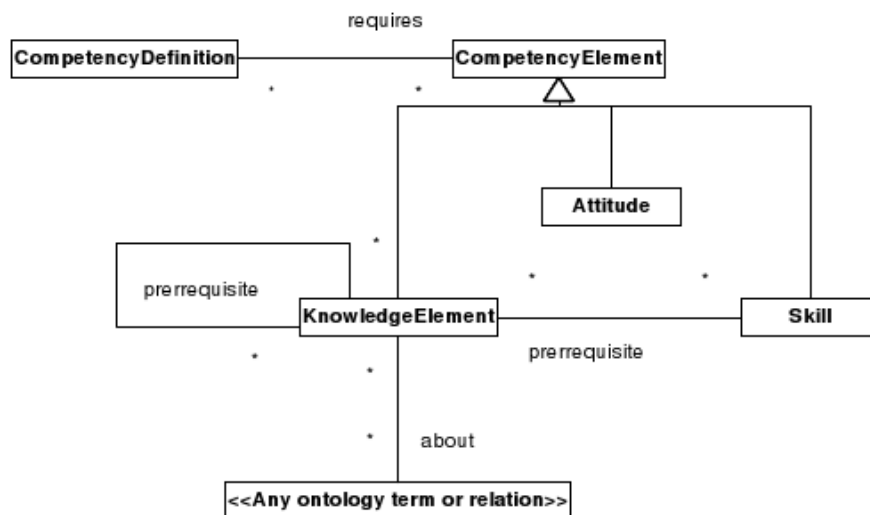 requires
CompetencyDefinition
CompetencyElement
*
*
Attitude
*
prerrequisite
*
*
KnowledgeElement
Skill
prerrequisite
*
*
*
about
<<Any ontology term or relation>>